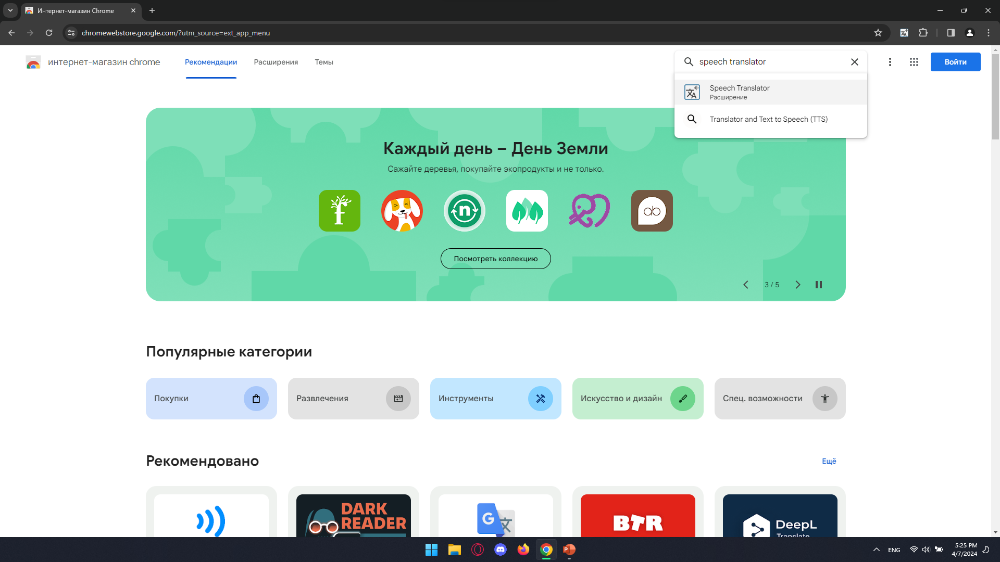 Интернет-магазин Chrome
chromewebstore.google.com/?utm_source=ext_app_menu
интернет-магазин chrome
Рекомендации
Расширения
Темы
speech translator
Войти
Speech Translator
Расширение
Translator and Text to Speech (TTS)
Каждый день – День Земли
Сажайте деревья, покупайте экопродукты и не только.
n
ab
Посмотреть коллекцию
3 / 5
Популярные категории
Покупки
Развлечения
Инструменты
Искусство и дизайн
Спец. возможности
Рекомендовано
Ещё
DARK
READER
G
文
BTR
DeepL
Translate
ENG
5:25 PM
4/7/2024